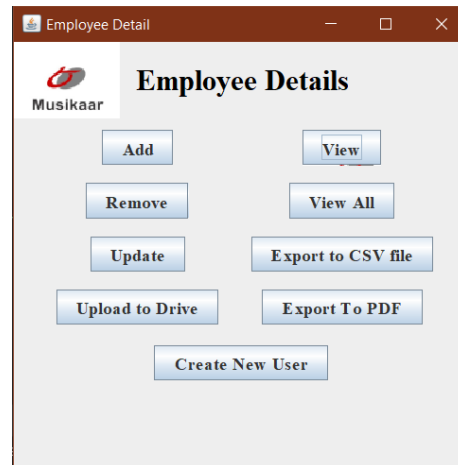 Employee Detail
Employee Details
Musikaar
Add View
Remove View All
Update Export to CSV file
Upload to Drive Export To PDF
Create New User